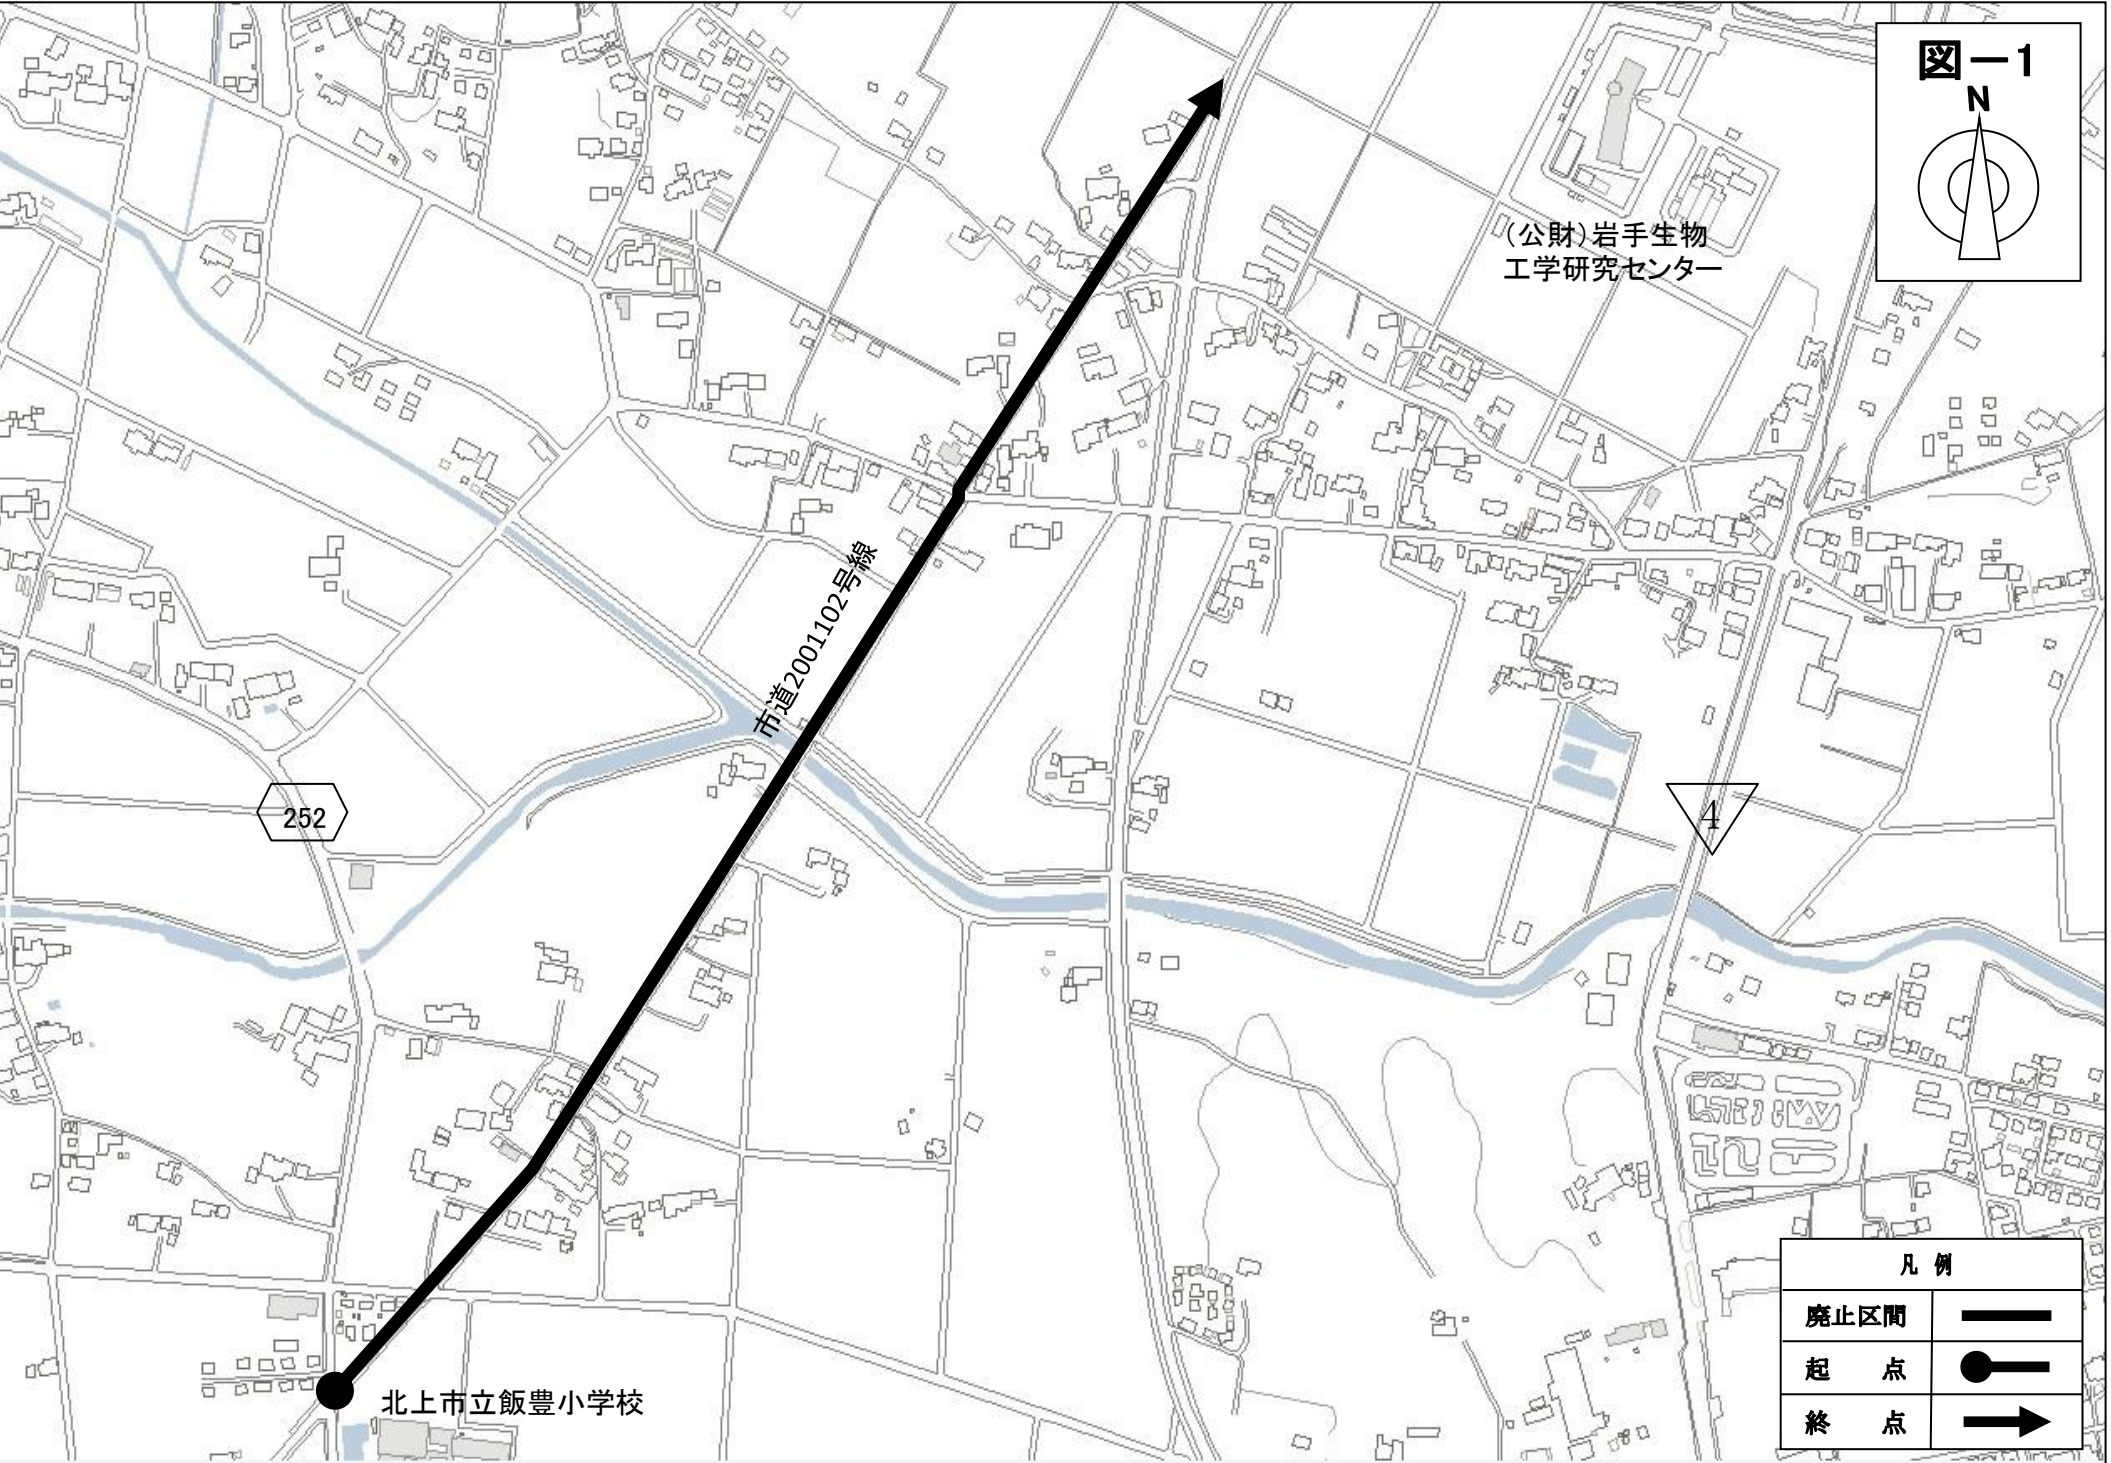 図－1
N
（公財）岩手生物
工学研究センター
市道2001102号線
252
4
北上市立飯豊小学校
凡 例
廃止区間
起 点
終 点